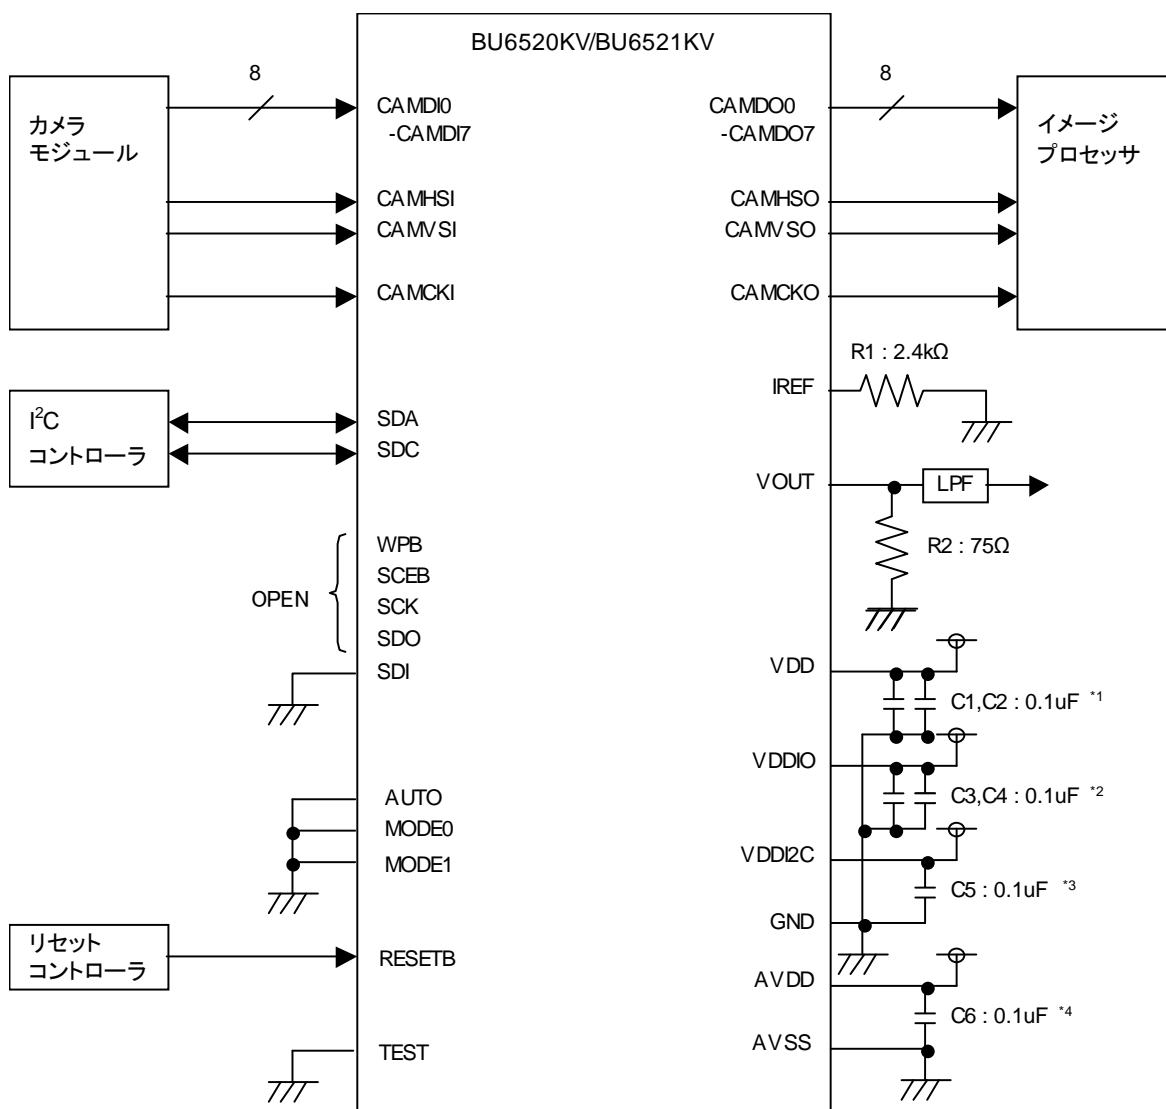 BU6520KV/BU6521KV
カメラ
モジュール
8
CAMDI0
-CAMDI7
CAMHSI
CAMVSI
CAMCKI
8
CAMDO0
-CAMDO7
CAMHSO
CAMVSO
CAMCKO
イメージ
プロセッサ
I²C
コントローラ
SDA
SDC
R1 : 2.4kΩ
IREF
VOUT
LPF
R2 : 75Ω
OPEN
WPB
SCEB
SCK
SDO
SDI
VDD
C1,C2 : 0.1uF *1
VDDIO
C3,C4 : 0.1uF *2
VDDI2C
C5 : 0.1uF *3
GND
AUTO
MODE0
MODE1
リセット
コントローラ
RESETB
AVDD
C6 : 0.1uF *4
AVSS
TEST